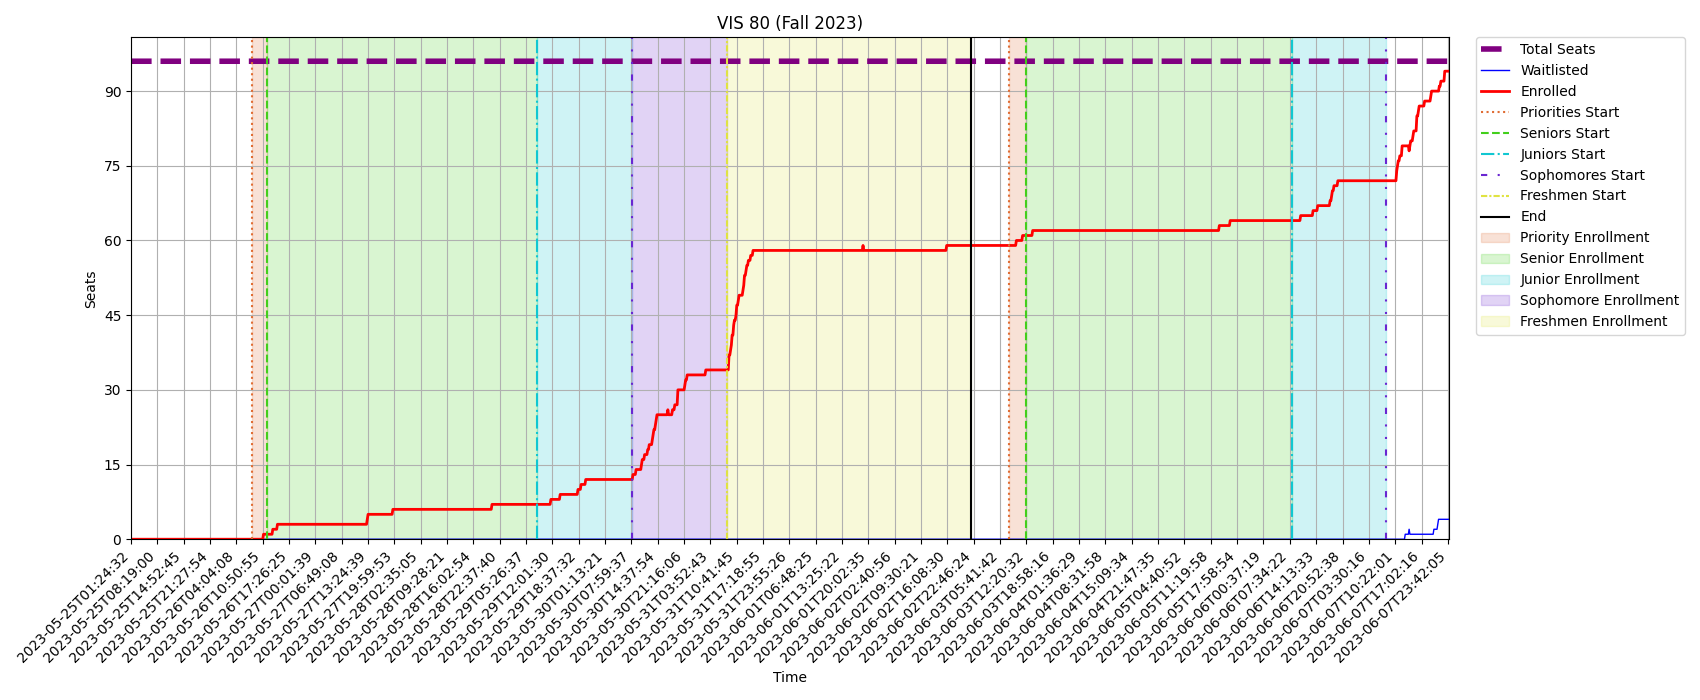 VIS 80 (Fall 2023)
Total Seats
Waitlisted
Enrolled
Priorities Start
Seniors Start
Juniors Start
Sophomores Start
Freshmen Start
End
Priority Enrollment
Senior Enrollment
Junior Enrollment
Sophomore Enrollment
Freshmen Enrollment
Seats
90
75
60
45
30
15
0
2023-05-25T01:24:32
2023-05-25T08:19:00
2023-05-25T14:52:45
2023-05-25T21:27:54
2023-05-26T04:04:08
2023-05-26T10:50:55
2023-05-26T17:26:25
2023-05-27T00:01:39
2023-05-27T06:49:08
2023-05-27T13:24:39
2023-05-27T19:59:53
2023-05-28T02:35:05
2023-05-28T09:28:21
2023-05-28T16:02:54
2023-05-28T22:37:40
2023-05-29T05:26:37
2023-05-29T12:01:30
2023-05-29T18:37:32
2023-05-30T01:13:21
2023-05-30T07:59:37
2023-05-30T14:37:54
2023-05-30T21:16:06
2023-05-31T03:52:43
2023-05-31T10:41:45
2023-05-31T17:18:55
2023-05-31T23:55:26
2023-06-01T06:48:25
2023-06-01T13:25:22
2023-06-01T20:02:35
2023-06-02T02:40:56
2023-06-02T09:30:21
2023-06-02T16:08:30
2023-06-02T22:46:24
2023-06-03T05:41:42
2023-06-03T12:20:32
2023-06-03T18:58:16
2023-06-04T01:36:29
2023-06-04T08:31:58
2023-06-04T15:09:34
2023-06-04T21:47:35
2023-06-05T04:40:52
2023-06-05T11:19:58
2023-06-05T17:58:54
2023-06-06T00:37:19
2023-06-06T07:34:22
2023-06-06T14:13:33
2023-06-06T20:52:38
2023-06-07T03:30:16
2023-06-07T10:22:01
2023-06-07T17:02:16
2023-06-07T23:42:05
Time